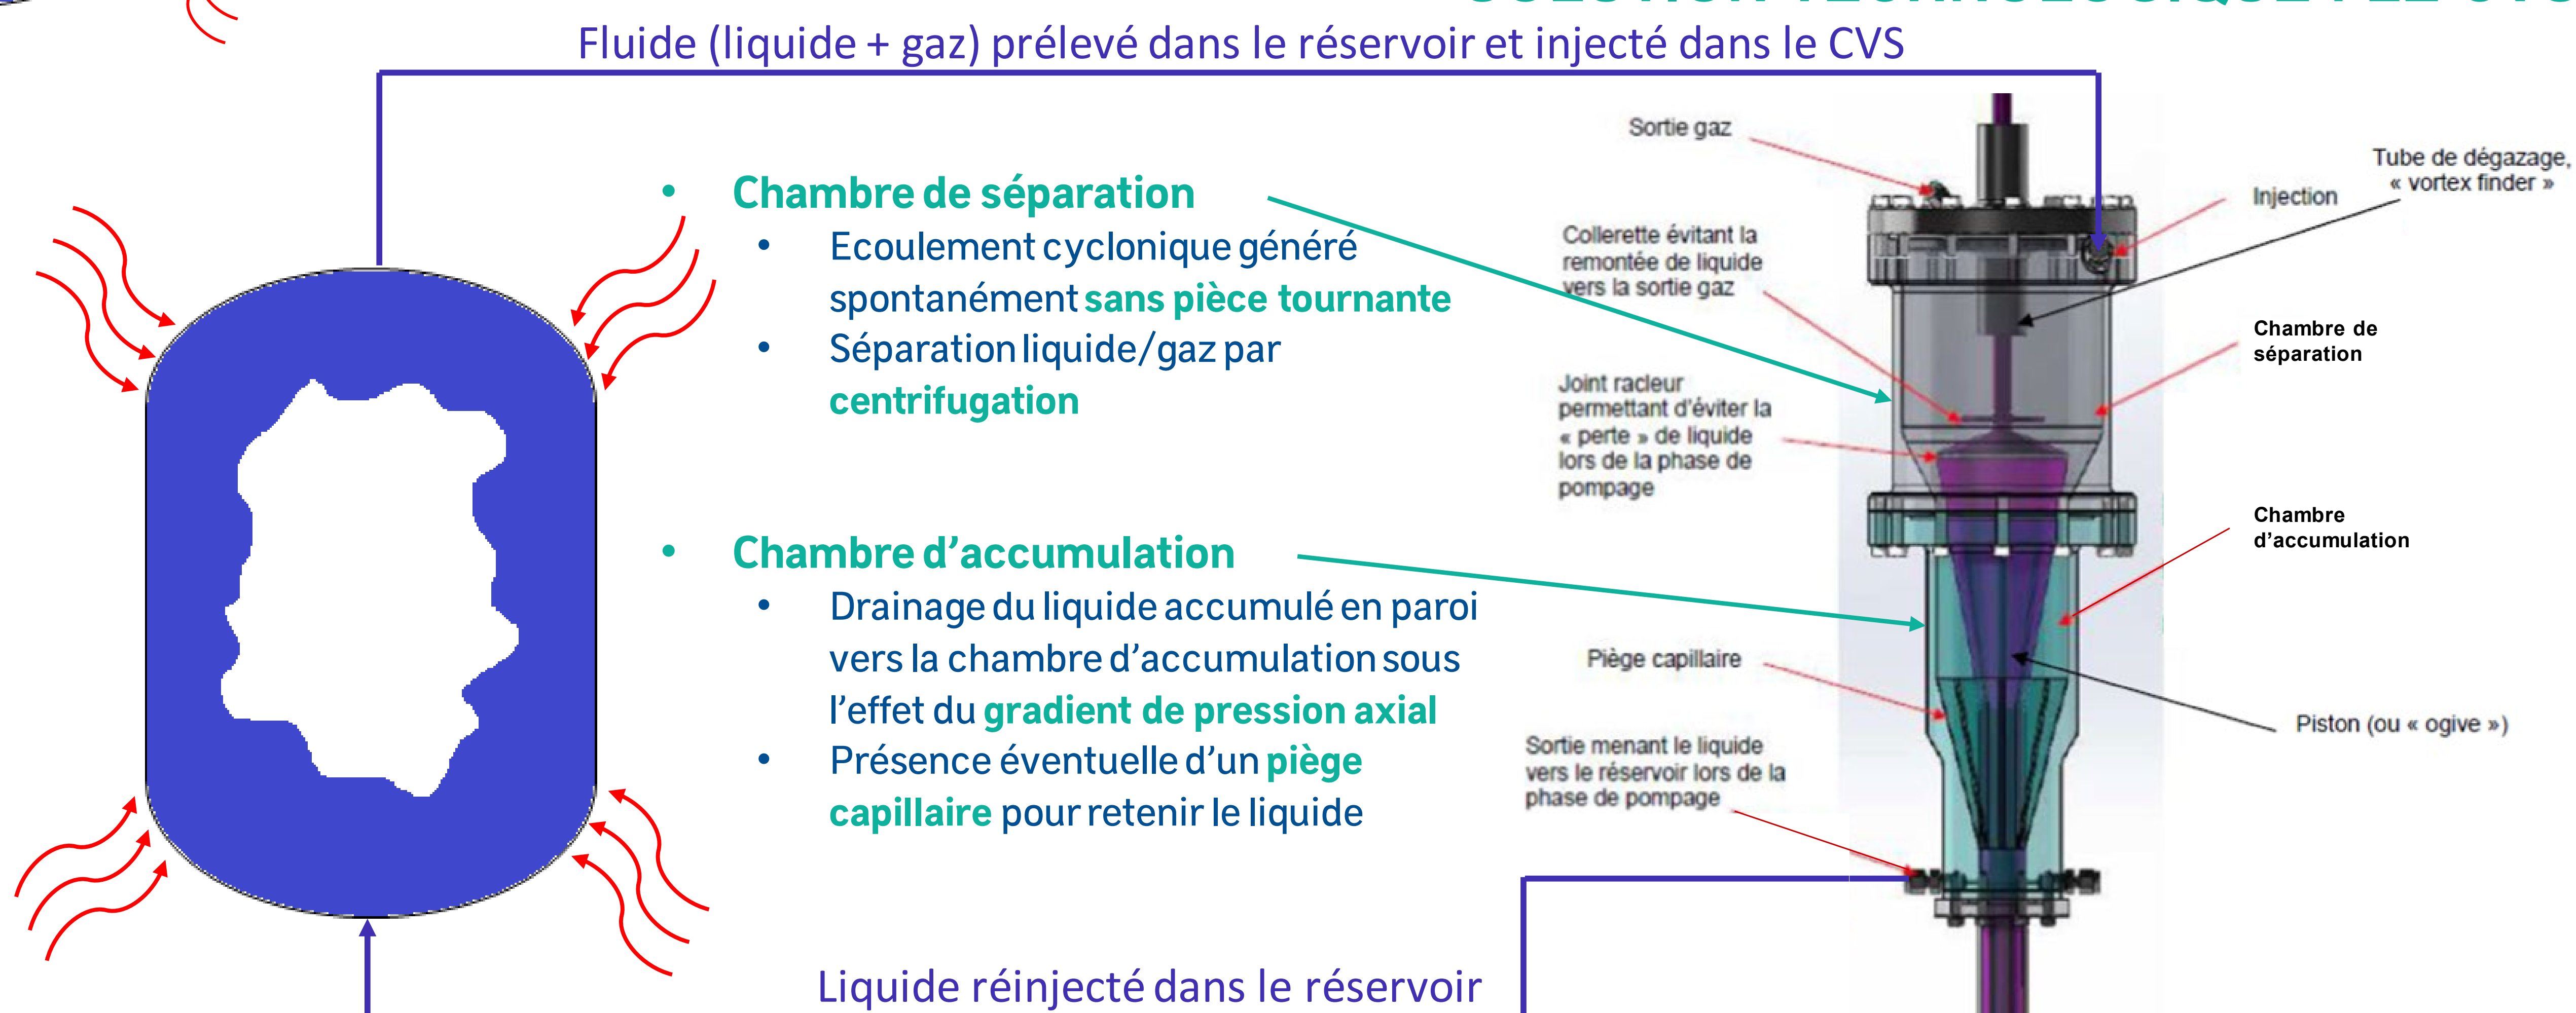 Fluide (liquide + gaz) prélevé dans le réservoir et injecté dans le CVS
• Chambre de séparation
• Ecoulement cyclonique généré
spontanément sans pièce tournante
• Séparation liquide/gaz par
centrifugation
• Chambre d’accumulation
• Drainage du liquide accumulé en paroi
vers la chambre d’accumulation sous
l’effet du gradient de pression axial
• Présence éventuelle d’un piège
capillaire pour retenir le liquide
Liquide réinjecté dans le réservoir
Sortie gaz
Collerette évitant la
remontée de liquide
vers la sortie gaz
Joint racleur
permettant d’éviter la
« perte » de liquide
lors de la phase de
pompage
Piège capillaire
Sortie menant le liquide
vers le réservoir lors de la
phase de pompage
Tube de dégazage,
« vortex finder »
Injection
Chambre de
séparation
Chambre
d’accumulation
Piston (ou « ogive »)